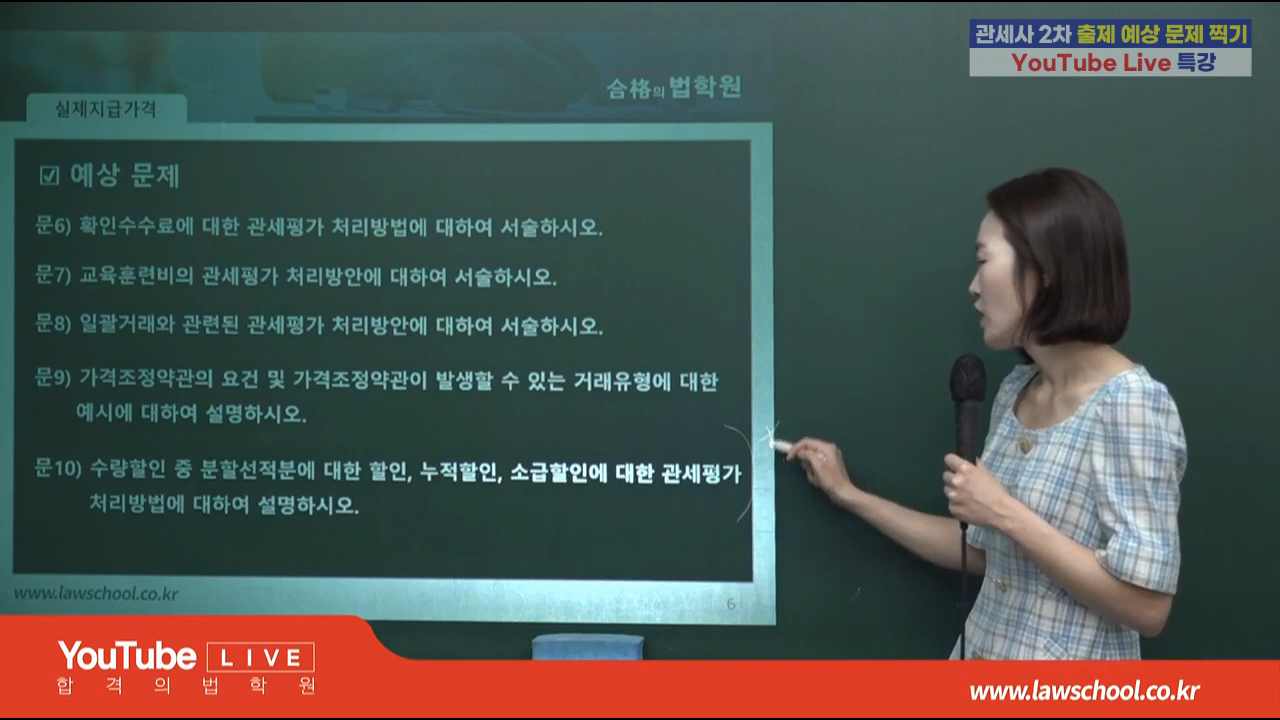 관세사 2차 출제 예상 문제 찍기
YouTube Live 특강
合格의 법학원
실제지급가격
☑ 예상 문제
문6) 확인수수료에 대한 관세평가 처리방법에 대하여 서술하시오.
문7) 교육훈련비의 관세평가 처리방안에 대하여 서술하시오.
문8) 일괄거래와 관련된 관세평가 처리방안에 대하여 서술하시오.
문9) 가격조정약관의 요건 및 가격조정약관이 발생할 수 있는 거래유형에 대한
예시에 대하여 설명하시오.
문10) 수량할인 중 분할선적분에 대한 할인, 누적할인, 소급할인에 대한 관세평가
처리방법에 대하여 설명하시오.
www.lawschool.co.kr
6
YouTube LIVE
합격의법학원
www.lawschool.co.kr